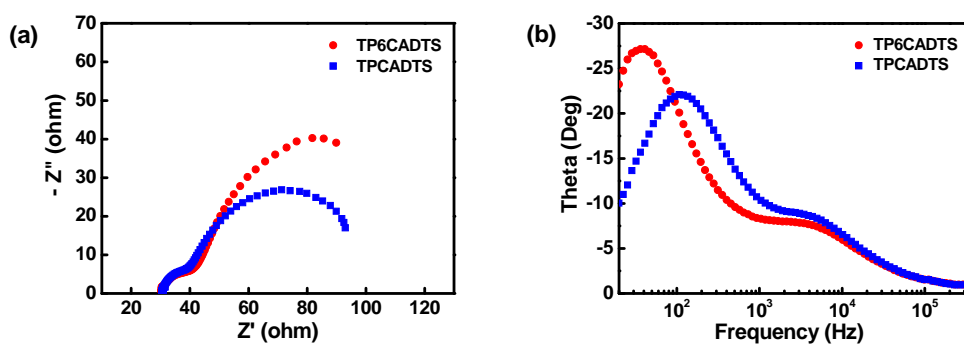 (a)
70
60
50
40
30
20
10
0
- Z'' (ohm)
TP6CADTS
TPCADTS
20 40 60 80 100 120
Z' (ohm)
(b)
-30
-25
-20
-15
-10
-5
0
Theta (Deg)
TP6CADTS
TPCADTS
10² 10³ 10⁴ 10⁵
Frequency (Hz)